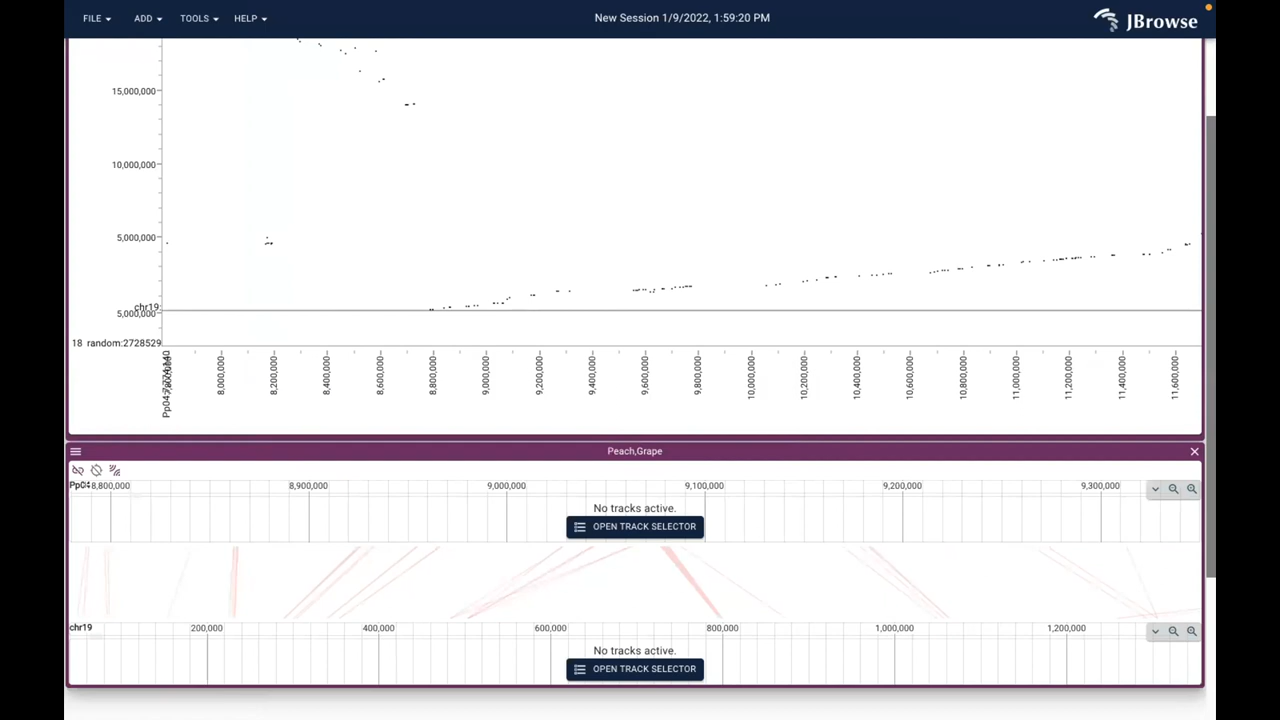 FILE ADD TOOLS HELP New Session 1/9/2022, 1:59:20 PM JBrowse
15,000,000
10,000,000
5,000,000
chr19:
5,000,000
18_random:2728529
8,000,000 8,200,000 8,400,000 8,600,000 8,800,000 9,000,000 9,200,000 9,400,000 9,600,000 9,800,000 10,000,000 10,200,000 10,400,000 10,600,000 10,800,000 11,000,000 11,200,000 11,400,000 11,600,000
Peach,Grape
8,800,000 8,900,000 9,000,000 9,100,000 9,200,000 9,300,000
No tracks active.
OPEN TRACK SELECTOR
chr19 200,000 400,000 600,000 800,000 1,000,000 1,200,000
No tracks active.
OPEN TRACK SELECTOR